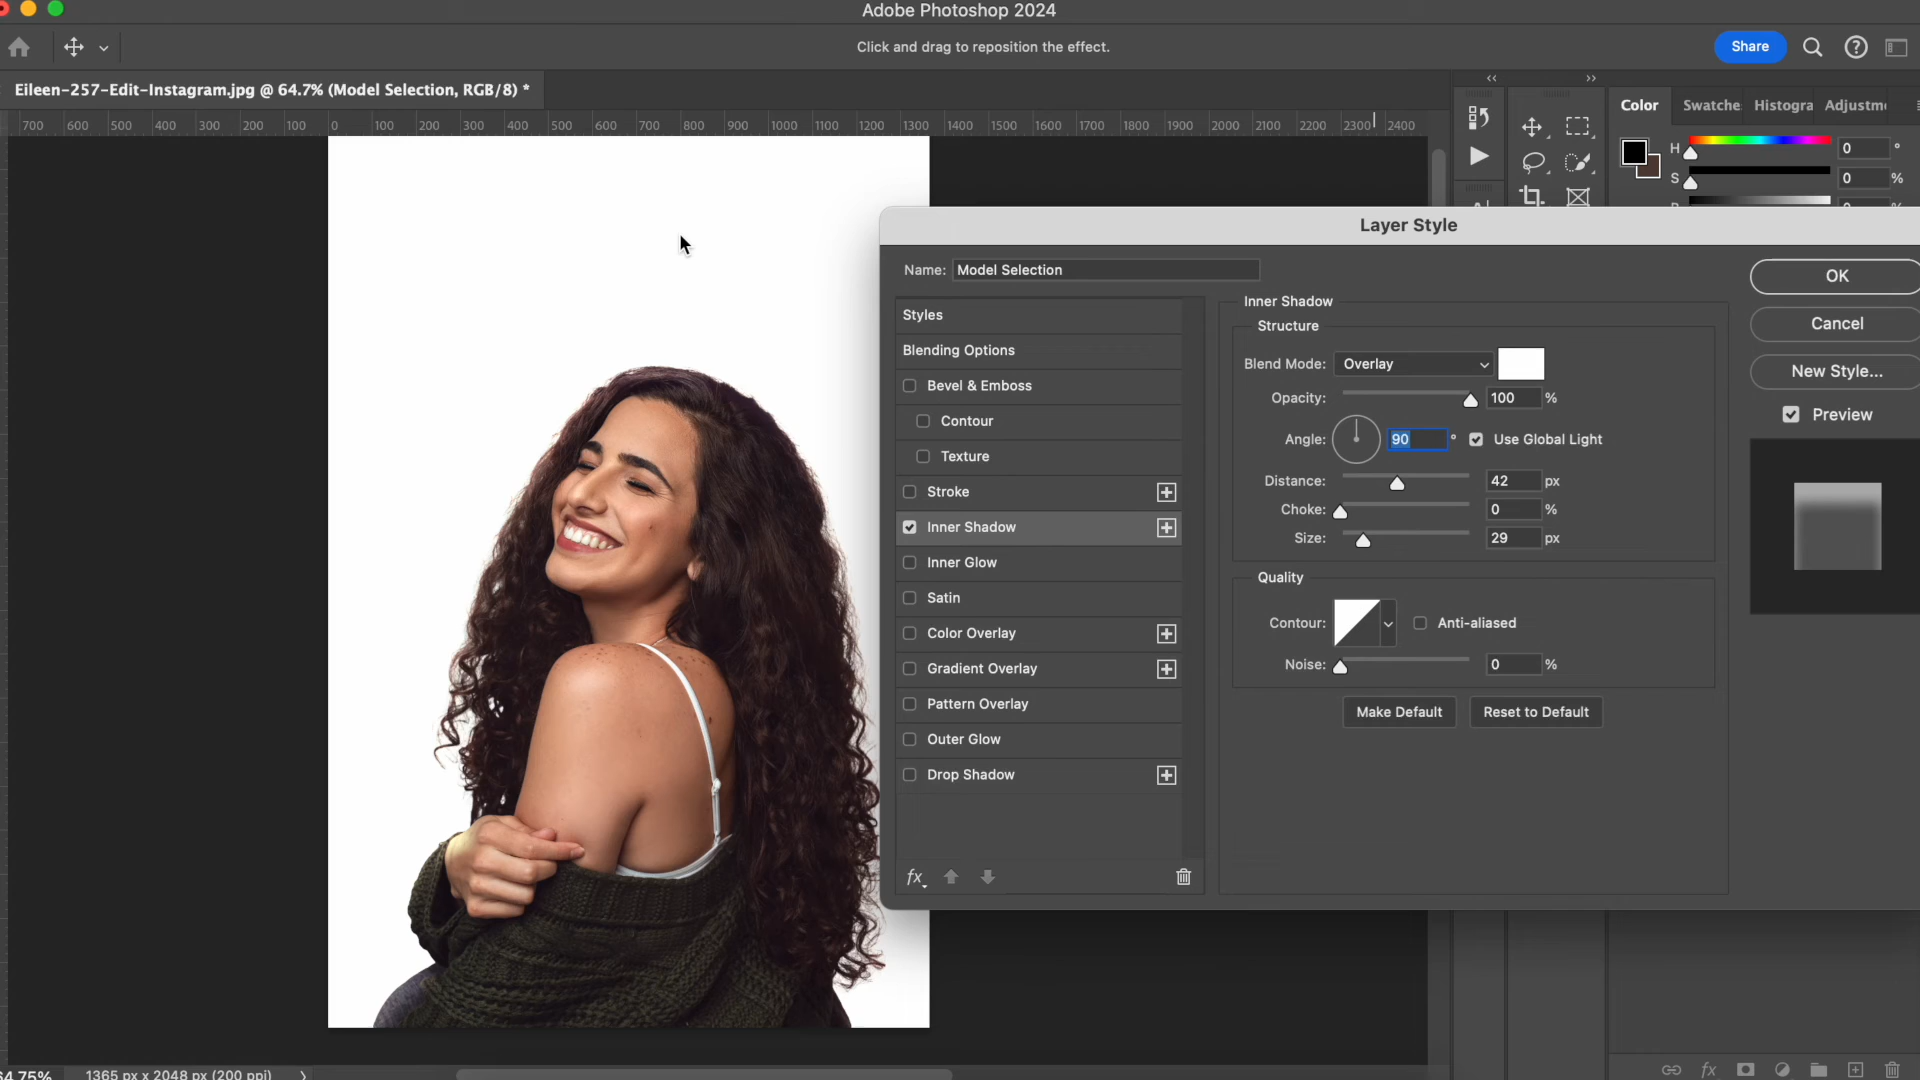 Adobe Photoshop 2024
Click and drag to reposition the effect.
Share
Eileen-257-Edit-Instagram.jpg @ 64.7% (Model Selection, RGB/8) *
Color Swatche Histogra Adjustm
700 600 500 400 300 200 100 0 100 200 300 400 500 600 700 800 900 1000 1100 1200 1300 1400 1500 1600 1700 1800 1900 2000 2100 2200 2300 2400
H 0 °
S 0 %
Layer Style
Name: Model Selection
Styles
Blending Options
Bevel & Emboss
Contour
Texture
Stroke
Inner Shadow
Inner Glow
Satin
Color Overlay
Gradient Overlay
Pattern Overlay
Outer Glow
Drop Shadow
fx
Inner Shadow
Structure
Blend Mode: Overlay
Opacity: 100 %
Angle: 90 ° Use Global Light
Distance: 42 px
Choke: 0 %
Size: 29 px
Quality
Contour: Anti-aliased
Noise: 0 %
Make Default Reset to Default
OK
Cancel
New Style...
Preview
64.75% 1365 px x 2048 px (200 ppi)
fx